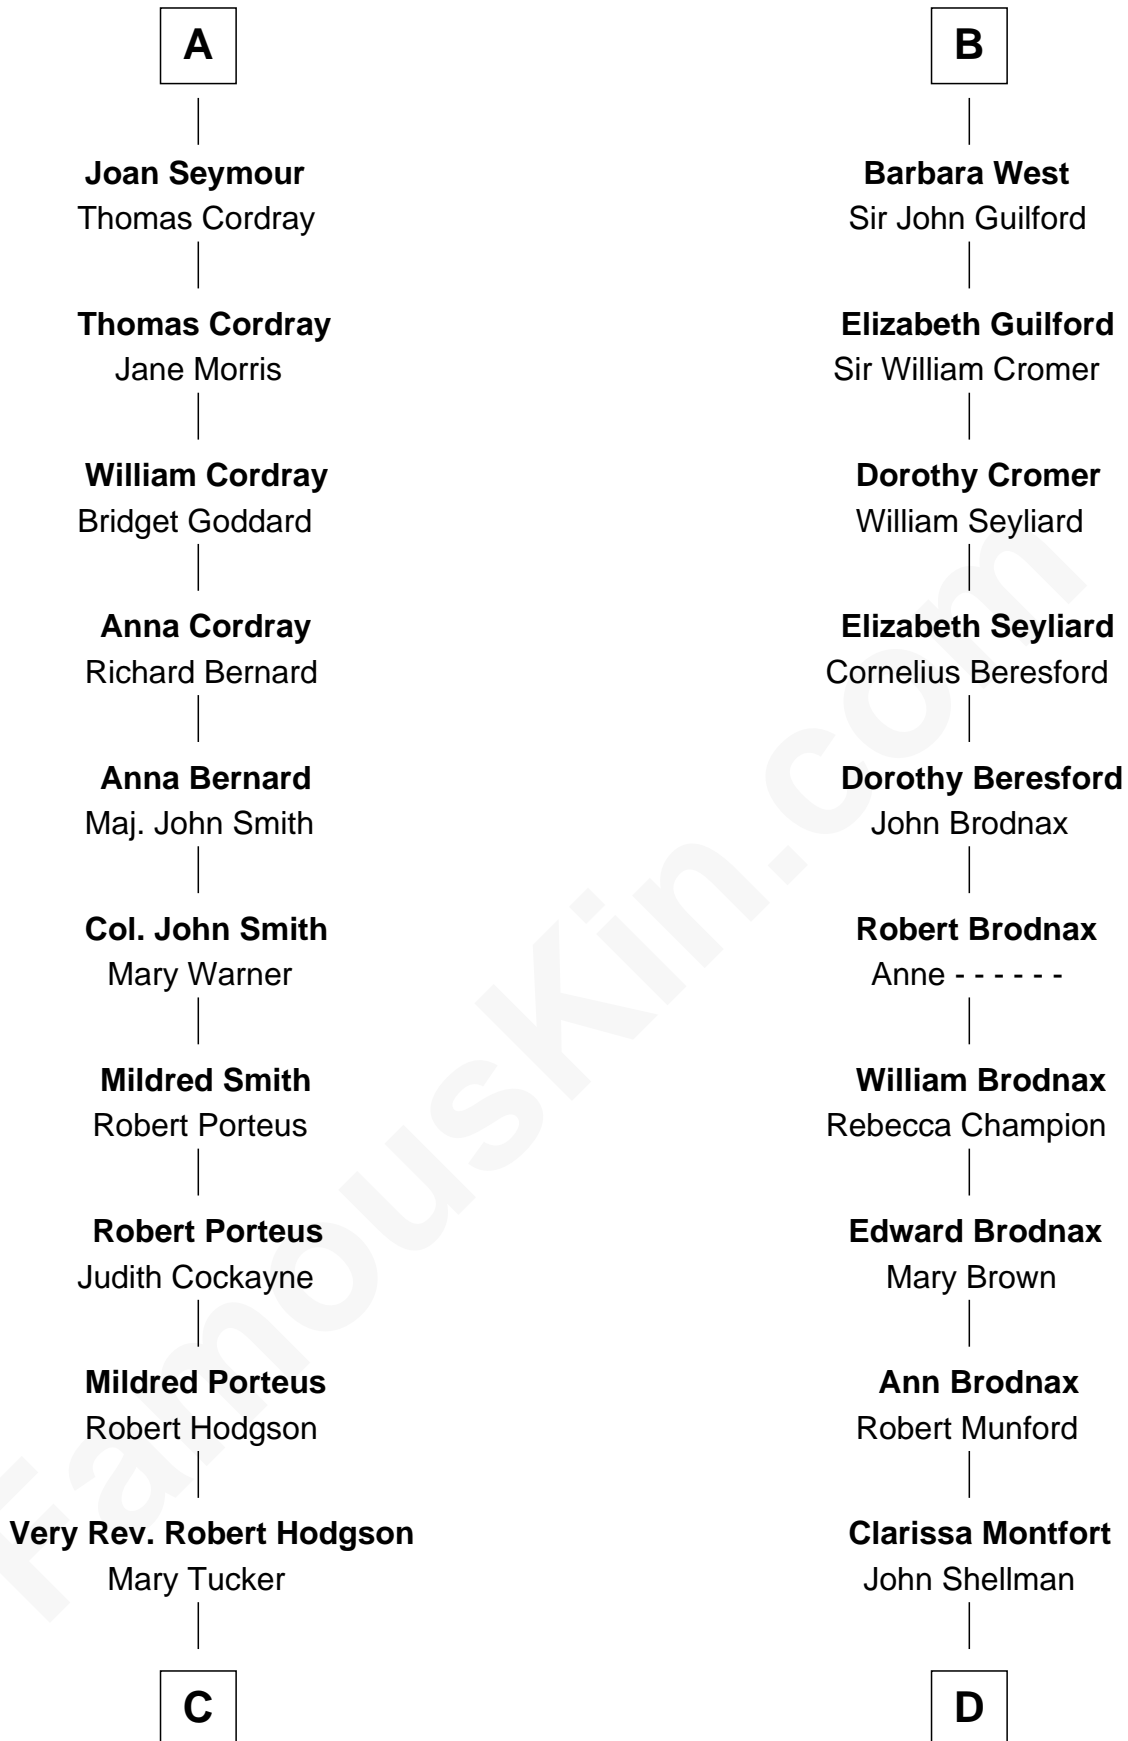 A
Joan Seymour
Thomas Cordray
Thomas Cordray
Jane Morris
William Cordray
Bridget Goddard
Anna Cordray
Richard Bernard
Anna Bernard
Maj. John Smith
Col. John Smith
Mary Warner
Mildred Smith
Robert Porteus
Robert Porteus
Judith Cockayne
Mildred Porteus
Robert Hodgson
Very Rev. Robert Hodgson
Mary Tucker
C
B
Barbara West
Sir John Guilford
Elizabeth Guilford
Sir William Cromer
Dorothy Cromer
William Seyliard
Elizabeth Seyliard
Cornelius Beresford
Dorothy Beresford
John Brodnax
Robert Brodnax
Anne - - - - - -
William Brodnax
Rebecca Champion
Edward Brodnax
Mary Brown
Ann Brodnax
Robert Munford
Clarissa Montfort
John Shellman
D
FamousKin.com